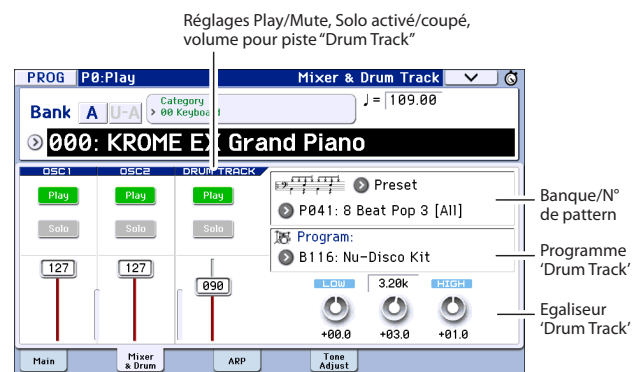 Réglages Play/Mute, Solo activé/coupé,
volume pour piste “Drum Track”
PROG P0:Play Mixer & Drum Track
Bank A U-A Category
00 Keyboard
♩= 109.00
000: KROME EX Grand Piano
OSC1 OSC2 DRUM TRACK
Play Play Play
Solo Solo Solo
127 127 090
Preset
P041: 8 Beat Pop 3 [All]
Program:
B116: Nu-Disco Kit
LOW 3.20k HIGH
+00.0 +03.0 +01.0
Main Mixer
& Drum ARP Tone
Adjust
Banque/N°
de pattern
Programme
‘Drum Track’
Egaliseur
‘Drum Track’